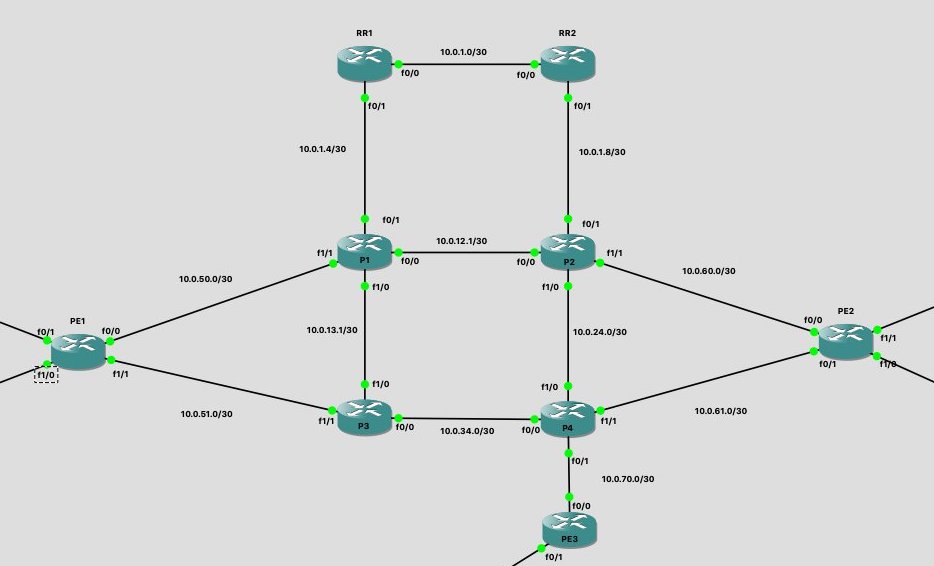 RR1
RR2
10.0.1.0/30
f0/0
f0/0
f0/1
f0/1
10.0.1.4/30
10.0.1.8/30
f0/1
f0/1
f1/1
10.0.12.1/30
f1/1
P1
f0/0
f0/0
P2
10.0.50.0/30
10.0.60.0/30
f1/0
f1/0
PE1
PE2
f0/1
f0/0
10.0.13.1/30
10.0.24.0/30
f0/0
f1/1
f1/0
f1/1
f0/1
f1/0
f1/0
f1/0
10.0.51.0/30
10.0.61.0/30
f1/1
P3
f0/0
10.0.34.0/30
f0/0
P4
f1/1
f0/1
10.0.70.0/30
f0/0
PE3
f0/1